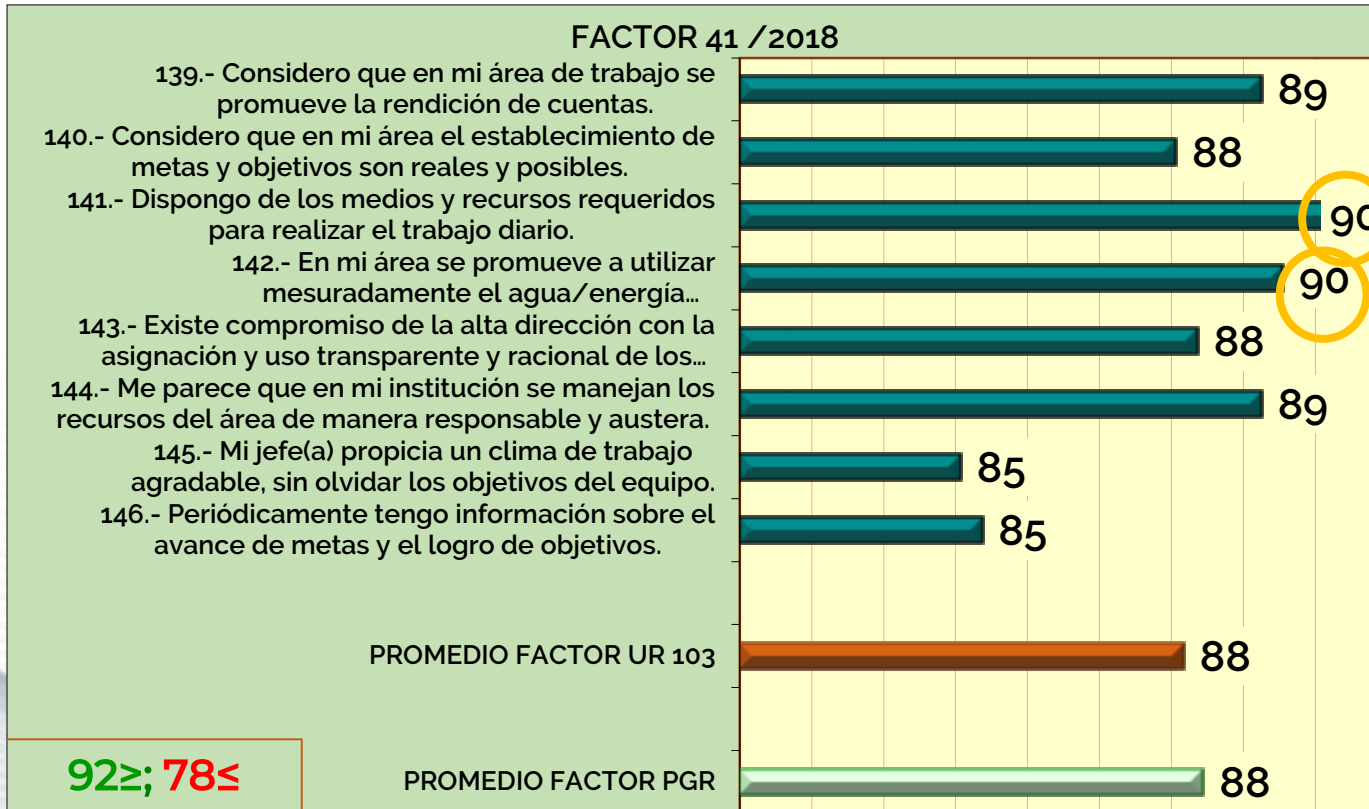 FACTOR 41 /2018
139.- Considero que en mi área de trabajo se
promueve la rendición de cuentas.
89
140.- Considero que en mi área el establecimiento de
metas y objetivos son reales y posibles.
88
141.- Dispongo de los medios y recursos requeridos
para realizar el trabajo diario.
90
142.- En mi área se promueve a utilizar
mesuradamente el agua/energía...
90
143.- Existe compromiso de la alta dirección con la
asignación y uso transparente y racional de los...
88
144.- Me parece que en mi institución se manejan los
recursos del área de manera responsable y austera.
89
145.- Mi jefe(a) propicia un clima de trabajo
agradable, sin olvidar los objetivos del equipo.
85
146.- Periódicamente tengo información sobre el
avance de metas y el logro de objetivos.
85
PROMEDIO FACTOR UR 103
88
92≥; 78≤
PROMEDIO FACTOR PGR
88